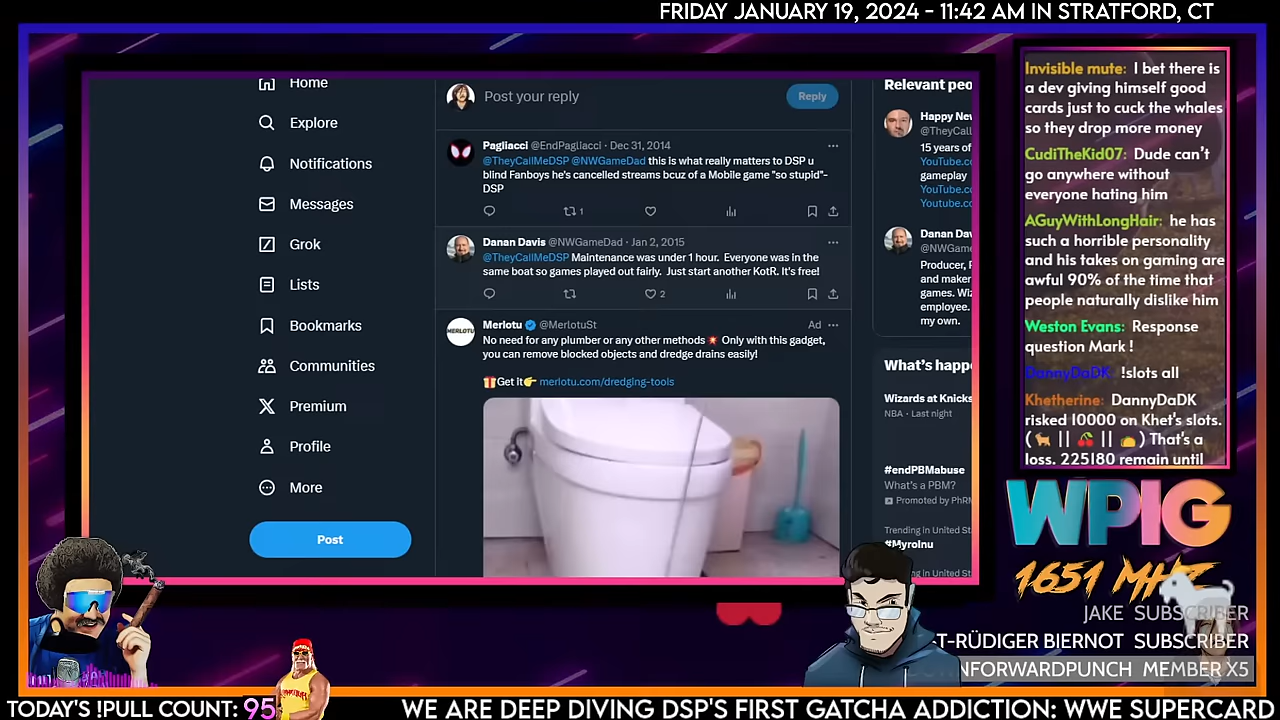 FRIDAY JANUARY 19, 2024 - 11:42 AM IN STRATFORD, CT
Home
Explore
Notifications
Messages
Grok
Lists
Bookmarks
Communities
Premium
Profile
More
Post
Post your reply
Reply
Pagliacci @EndPagliacci · Dec 31, 2014
@TheyCallMeDSP @NWGameDad this is what really matters to DSP u
blind Fanboys he's cancelled streams bcuz of a Mobile game "so stupid"-
DSP
1
Danan Davis @NWGameDad · Jan 2, 2015
@TheyCallMeDSP Maintenance was under 1 hour. Everyone was in the
same boat so games played out fairly. Just start another KotR. It's free!
2
MERLOTU
Merlotu @MerlotuSt Ad
No need for any plumber or any other methods 💥 Only with this gadget,
you can remove blocked objects and dredge drains easily!
🎁Get it👉 merlotu.com/dredging-tools
Relevant peo
Happy New
@TheyCall
15 years of
YouTube.co
gameplay
YouTube.co
Youtube.co
Danan Dav
@NWGame
Producer, F
and maker
games. Wiz
employee.
my own.
What's happe
Wizards at Knicks
NBA · Last night
#endPBMabuse
What's a PBM?
Promoted by PhR
Trending in United St
#MyroInu
ng in United St
Invisible mute: I bet there is
a dev giving himself good
cards just to cuck the whales
so they drop more money
CudiTheKid07: Dude can't
go anywhere without
everyone hating him
AGuyWithLongHair: he has
such a horrible personality
and his takes on gaming are
awful 90% of the time that
people naturally dislike him
Weston Evans: Response
question Mark !
DannyDaDK: !slots all
Khetherine: DannyDaDK
risked 10000 on Khet's slots.
( 🐕 || 🍒 || 🌮 ) That's a
loss. 225180 remain until
WPIG
1651 MHZ
JAKE SUBSCRIBER
T-RÜDIGER BIERNOT SUBSCRIBER
DOWNFORWARDPUNCH MEMBER X5
TODAY'S !PULL COUNT: 95
WE ARE DEEP DIVING DSP'S FIRST GATCHA ADDICTION: WWE SUPERCARD